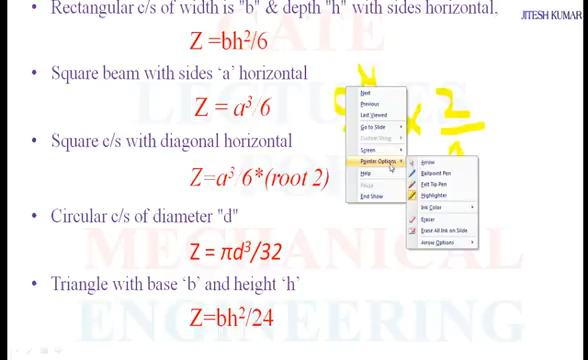 Rectangular c/s of width is "b" & depth "h" with sides horizontal,
JITESH KUMAR
Z =bh²/6
• Square beam with sides ‘a’ horizontal
Z = a³/6
• Square c/s with diagonal horizontal
Z=a³/6*(root 2)
• Circular c/s of diameter "d"
Z = πd³/32
• Triangle with base ‘b’ and height ‘h’
Z=bh²/24
x 2
Next
Previous
Last Viewed
Go to Slide
Custom Show
Screen
Pointer Options
Help
Pause
End Show
Arrow
Ballpoint Pen
Felt Tip Pen
Highlighter
Ink Color
Eraser
Erase All Ink on Slide
Arrow Options
GATE
LECTURES
MECHANICAL
ENGINEERING